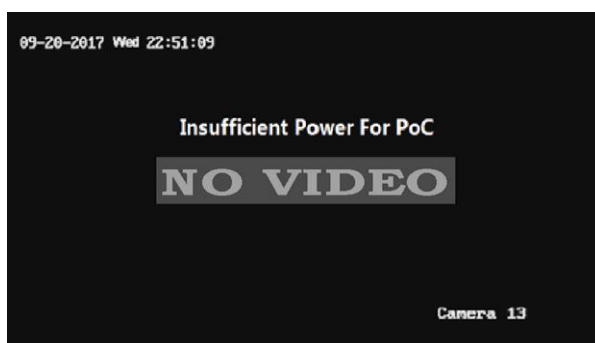 09-20-2017 Wed 22:51:09
Insufficient Power For PoC
NO VIDEO
Camera 13